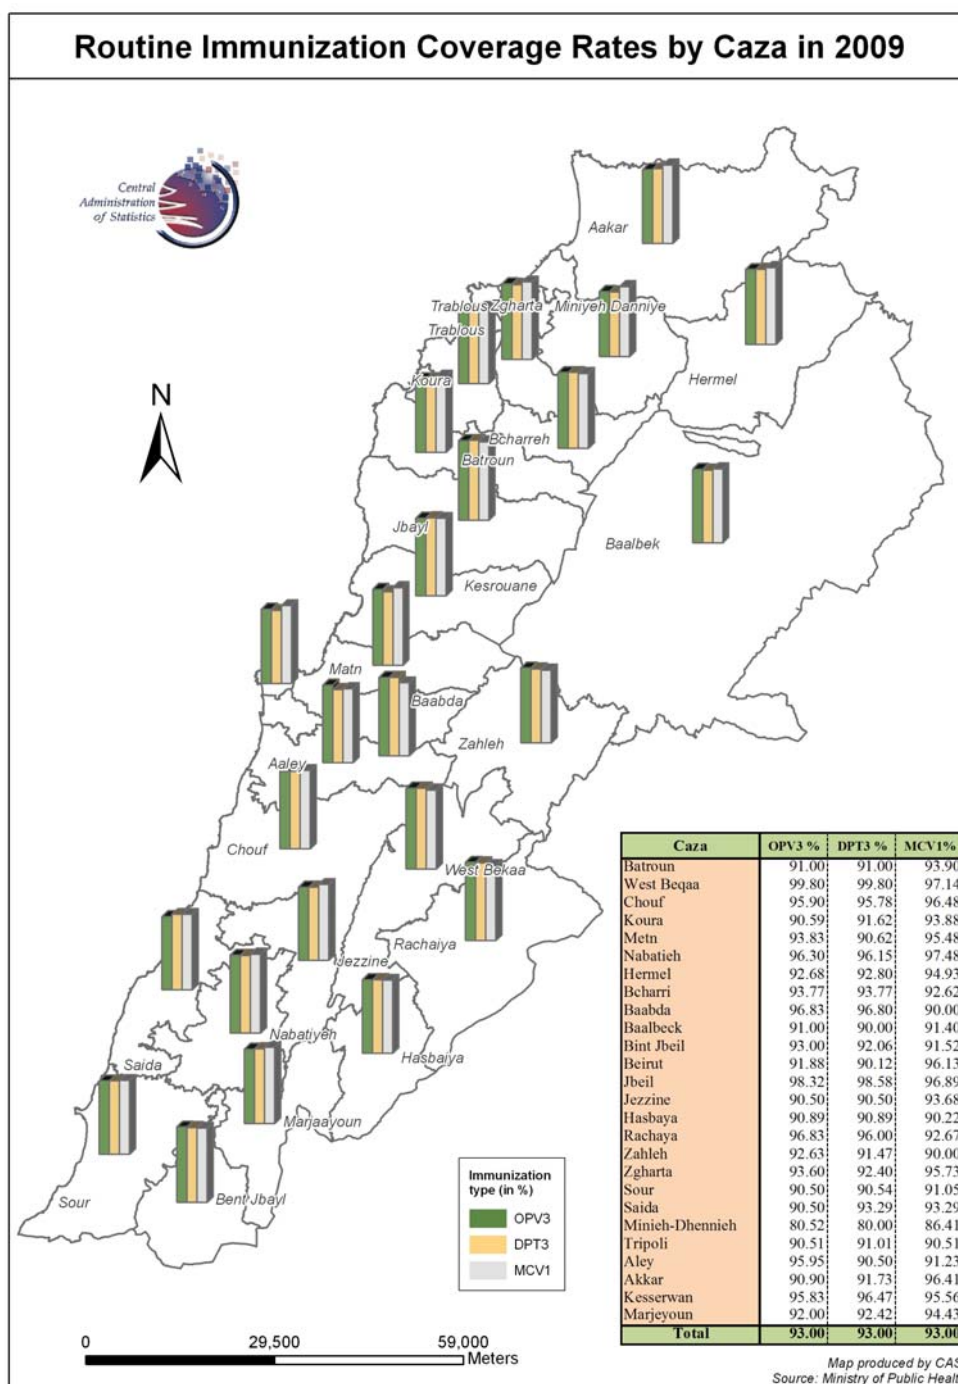 Routine Immunization Coverage Rates by Caza in 2009
Central
Administration
of Statistics
N
Aakar
Trablous
Zgharta
Miniyeh Danniye
Trablous
Hermel
Koura
Bcharreh
Batroun
Jbayl
Baalbek
Kesrouane
Matn
Baabda
Zahleh
Aaley
Chouf
West Bekaa
Rachaiya
Jezzine
Nabatiyeh
Hasbaiya
Saida
Marjaayoun
Sour
Bent Jbayl
Immunization
type (in %)
OPV3
DPT3
MCV1
Caza OPV3 % DPT3 % MCV1%
Batroun 91.00 91.00 93.90
West Beqaa 99.80 99.80 97.14
Chouf 95.90 95.78 96.48
Koura 90.59 91.62 93.88
Metn 93.83 90.62 95.48
Nabatieh 96.30 96.15 97.48
Hermel 92.68 92.80 94.93
Bcharri 93.77 93.77 92.62
Baabda 96.83 96.80 90.00
Baalbeck 91.00 90.00 91.40
Bint Jbeil 93.00 92.06 91.52
Beirut 91.88 90.12 96.13
Jbeil 98.32 98.58 96.89
Jezzine 90.50 90.50 93.68
Hasbaya 90.89 90.89 90.22
Rachaya 96.83 96.00 92.67
Zahleh 92.63 91.47 90.00
Zgharta 93.60 92.40 95.73
Sour 90.50 90.54 91.05
Saida 90.50 93.29 93.29
Minieh-Dhennieh 80.52 80.00 86.41
Tripoli 90.51 91.01 90.51
Aley 95.95 90.50 91.23
Akkar 90.90 91.73 96.41
Kesserwan 95.83 96.47 95.56
Marjeyoun 92.00 92.42 94.43
Total 93.00 93.00 93.00
0 29,500 59,000
Meters
Map produced by CAS
Source: Ministry of Public Healt